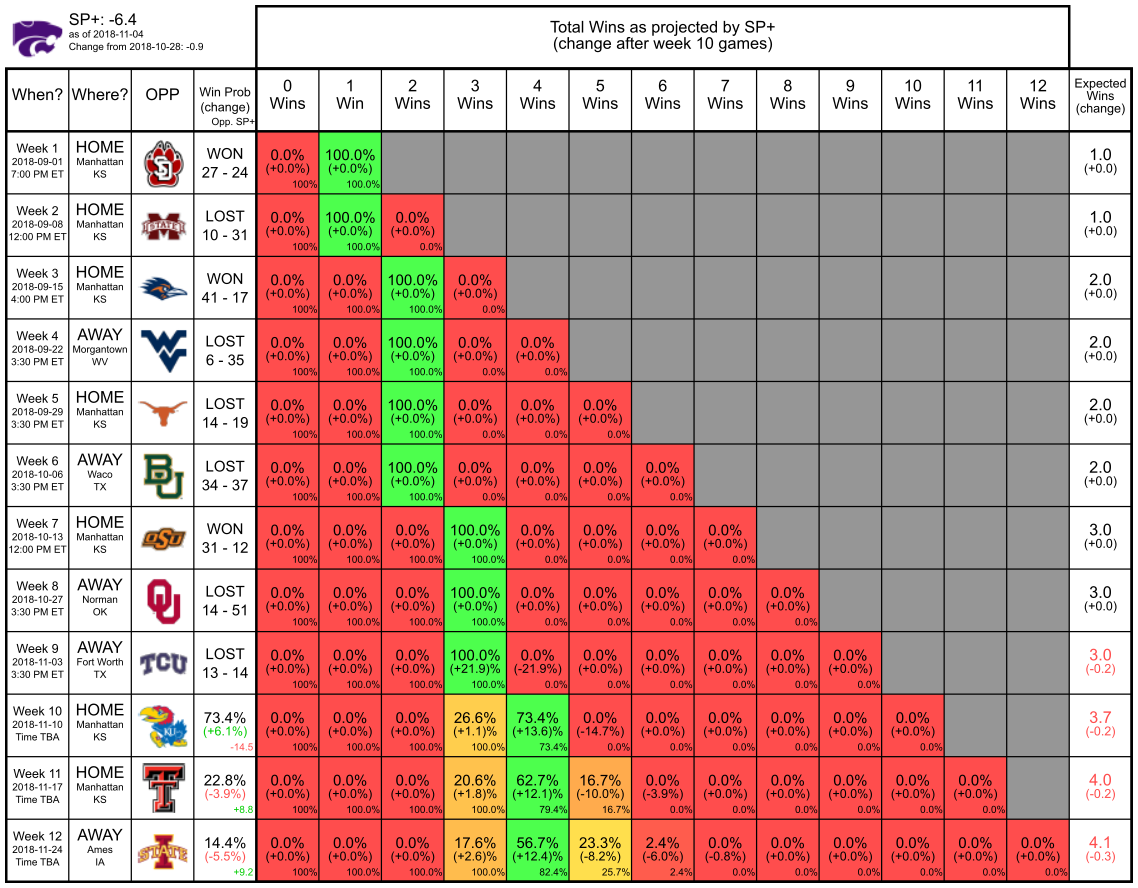 SP+: -6.4
as of 2018-11-04
Change from 2018-10-28: -0.9
Total Wins as projected by SP+
(change after week 10 games)
When? Where? OPP Win Prob (change) Opp. SP+ 0 Wins 1 Win 2 Wins 3 Wins 4 Wins 5 Wins 6 Wins 7 Wins 8 Wins 9 Wins 10 Wins 11 Wins 12 Wins Expected Wins (change)
Week 1 HOME WON 0.0% 100.0% 1.0
2018-09-01 Manhattan (+0.0%) (+0.0%) (+0.0)
7:00 PM ET KS 27 - 24 100% 100.0%
Week 2 HOME LOST 0.0% 100.0% 0.0% 1.0
2018-09-08 Manhattan STATE (+0.0%) (+0.0%) (+0.0%) (+0.0)
12:00 PM ET KS 10 - 31 100% 100.0% 0.0%
Week 3 HOME WON 0.0% 0.0% 100.0% 0.0% 2.0
2018-09-15 Manhattan (+0.0%) (+0.0%) (+0.0%) (+0.0%) (+0.0)
4:00 PM ET KS 41 - 17 100% 100.0% 100.0% 0.0%
Week 4 AWAY LOST 0.0% 0.0% 100.0% 0.0% 0.0% 2.0
2018-09-22 Morgantown WV (+0.0%) (+0.0%) (+0.0%) (+0.0%) (+0.0%) (+0.0)
3:30 PM ET WV 6 - 35 100% 100.0% 100.0% 0.0% 0.0%
Week 5 HOME LOST 0.0% 0.0% 100.0% 0.0% 0.0% 0.0% 2.0
2018-09-29 Manhattan (+0.0%) (+0.0%) (+0.0%) (+0.0%) (+0.0%) (+0.0%) (+0.0)
3:30 PM ET KS 14 - 19 100% 100.0% 100.0% 0.0% 0.0% 0.0%
Week 6 AWAY LOST 0.0% 0.0% 100.0% 0.0% 0.0% 0.0% 0.0% 2.0
2018-10-06 Waco BU (+0.0%) (+0.0%) (+0.0%) (+0.0%) (+0.0%) (+0.0%) (+0.0%) (+0.0)
3:30 PM ET TX 34 - 37 100% 100.0% 100.0% 0.0% 0.0% 0.0% 0.0%
Week 7 HOME WON 0.0% 0.0% 0.0% 100.0% 0.0% 0.0% 0.0% 0.0% 3.0
2018-10-13 Manhattan OSU (+0.0%) (+0.0%) (+0.0%) (+0.0%) (+0.0%) (+0.0%) (+0.0%) (+0.0%) (+0.0)
12:00 PM ET KS 31 - 12 100% 100.0% 100.0% 100.0% 0.0% 0.0% 0.0% 0.0%
Week 8 AWAY LOST 0.0% 0.0% 0.0% 100.0% 0.0% 0.0% 0.0% 0.0% 0.0% 3.0
2018-10-27 Norman OU (+0.0%) (+0.0%) (+0.0%) (+0.0%) (+0.0%) (+0.0%) (+0.0%) (+0.0%) (+0.0%) (+0.0)
3:30 PM ET OK 14 - 51 100% 100.0% 100.0% 100.0% 0.0% 0.0% 0.0% 0.0% 0.0%
Week 9 AWAY LOST 0.0% 0.0% 0.0% 100.0% 0.0% 0.0% 0.0% 0.0% 0.0% 0.0% 3.0
2018-11-03 Fort Worth TCU (+0.0%) (+0.0%) (+0.0%) (+21.9)% (-21.9% (+0.0%) (+0.0%) (+0.0%) (+0.0%) (+0.0%) (-0.2)
3:30 PM ET TX 13 - 14 100% 100.0% 100.0% 100.0% 0.0% 0.0% 0.0% 0.0% 0.0% 0.0%
Week 10 HOME 73.4% 0.0% 0.0% 0.0% 26.6% 73.4% 0.0% 0.0% 0.0% 0.0% 0.0% 0.0% 3.7
2018-11-10 Manhattan KU (+6.1%) (+0.0%) (+0.0%) (+0.0%) (+1.1)% (+13.6%) (-14.7%) (+0.0%) (+0.0%) (+0.0%) (+0.0%) (+0.0%) (-0.2)
Time TBA KS -14.5 100% 100.0% 100.0% 100.0% 73.4% 0.0% 0.0% 0.0% 0.0% 0.0% 0.0%
Week 11 HOME 22.8% 0.0% 0.0% 0.0% 20.6% 62.7% 16.7% 0.0% 0.0% 0.0% 0.0% 0.0% 0.0% 4.0
2018-11-17 Manhattan T (-3.9%) (+0.0%) (+0.0%) (+0.0%) (+1.8)% (+12.1%) (-10.0%) (-3.9%) (+0.0%) (+0.0%) (+0.0%) (+0.0%) (+0.0%) (-0.2)
Time TBA KS +8.8 100% 100.0% 100.0% 100.0% 79.4% 16.7% 0.0% 0.0% 0.0% 0.0% 0.0% 0.0%
Week 12 AWAY 14.4% 0.0% 0.0% 0.0% 17.6% 56.7% 23.3% 2.4% 0.0% 0.0% 0.0% 0.0% 0.0% 0.0% 4.1
2018-11-24 Ames STATE (-5.5%) (+0.0%) (+0.0%) (+0.0%) (+2.6)% (+12.4%) (-8.2%) (-6.0%) (-0.8%) (+0.0%) (+0.0%) (+0.0%) (+0.0%) (+0.0%) (-0.3)
Time TBA IA +9.2 100% 100.0% 100.0% 100.0% 82.4% 25.7% 2.4% 0.0% 0.0% 0.0% 0.0% 0.0% 0.0%